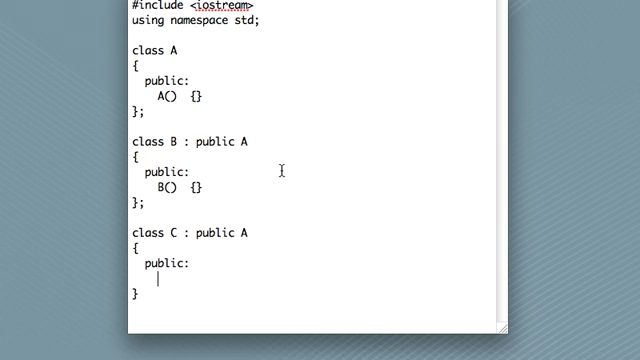 #include <iostream>
using namespace std;
class A
{
public:
A() {}
};
class B : public A
{
public:
B() {}
};
class C : public A
{
public:
}